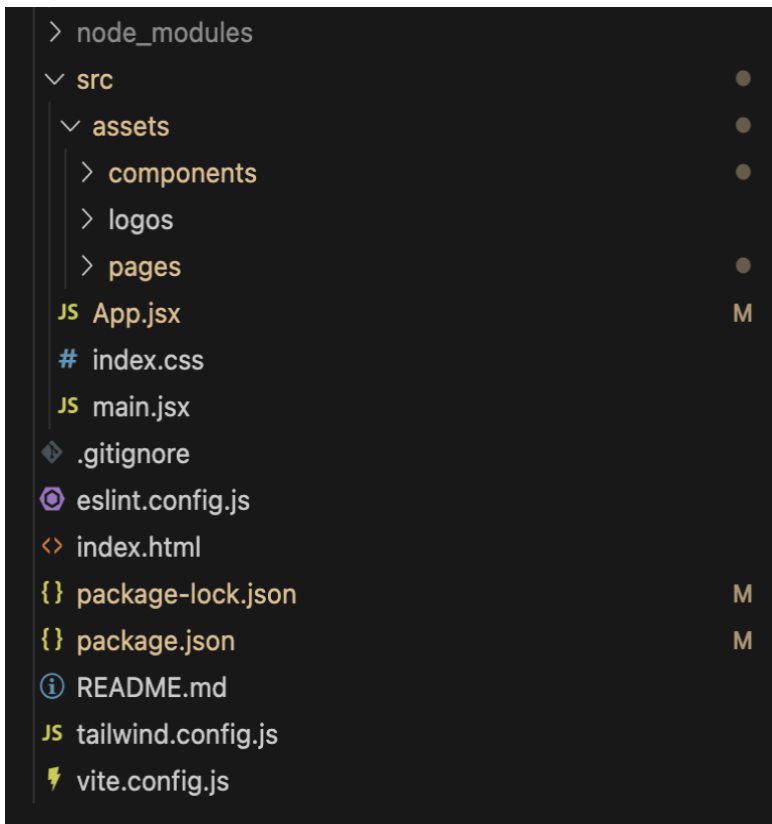 node_modules
src
assets
components
logos
pages
JS App.jsx M
# index.css
JS main.jsx
.gitignore
eslint.config.js
<> index.html
{} package-lock.json M
{} package.json M
README.md
JS tailwind.config.js
vite.config.js